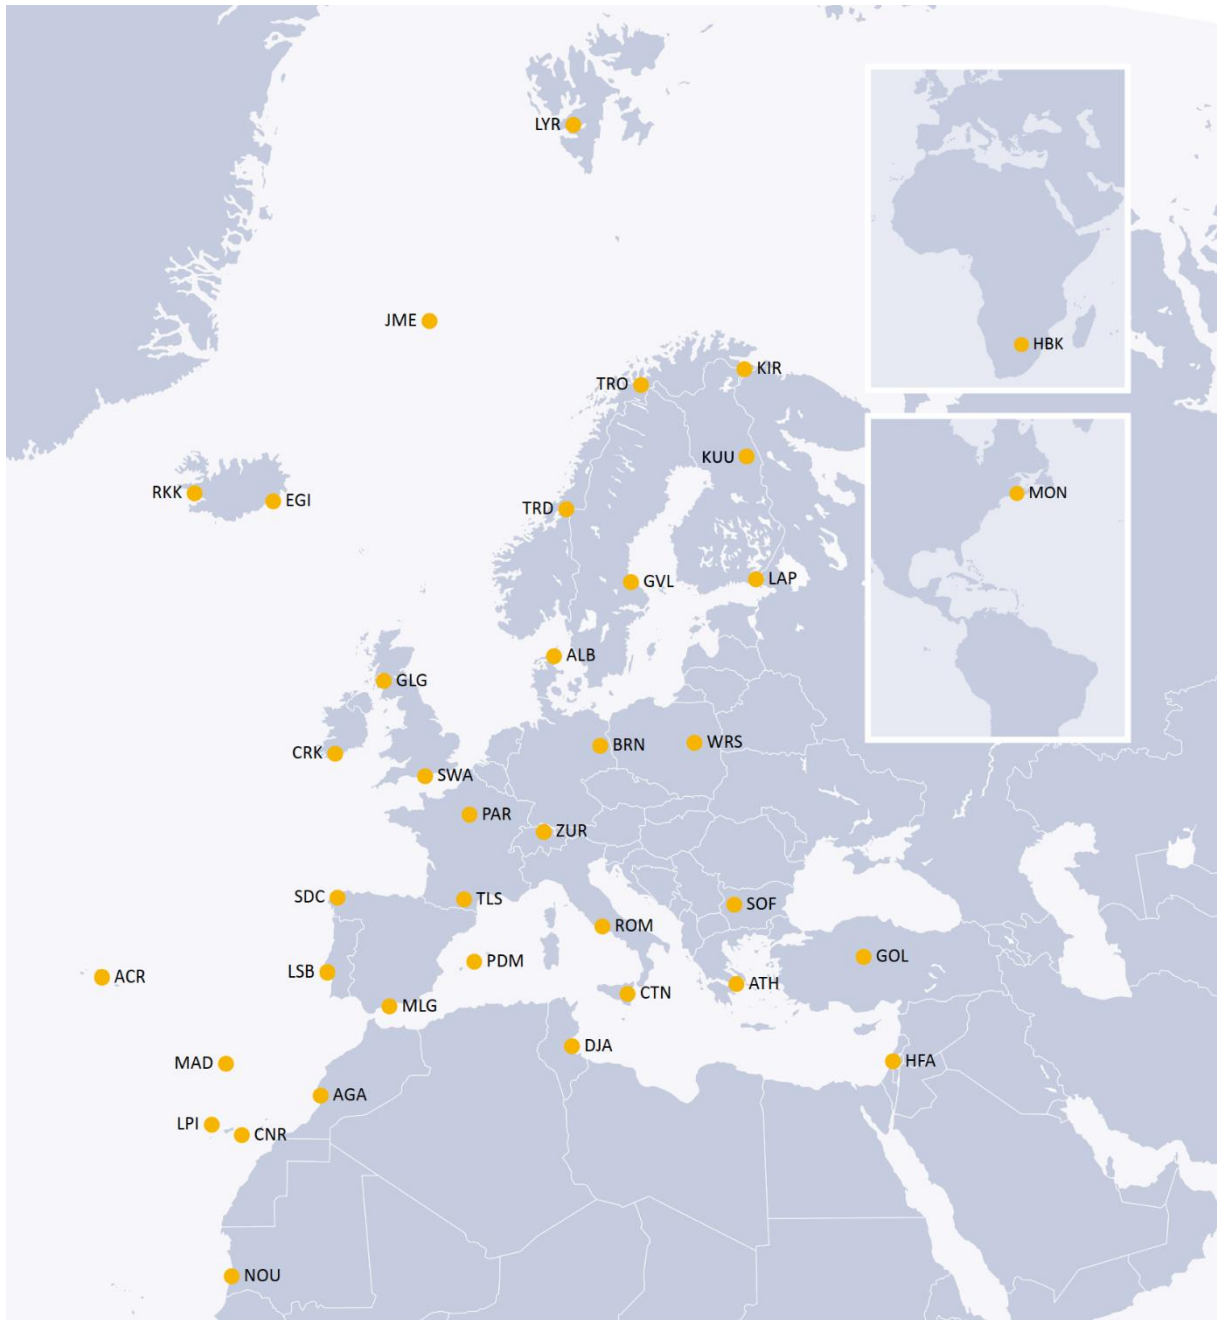 LYR
JME
HBK
KIR
TRO
KUU
RKK
EGI
MON
TRD
GVL
LAP
ALB
GLG
CRK
BRN
WRS
SWA
PAR
ZUR
SDC
TLS
SOF
ROM
GOL
PDM
ACR
LSB
ATH
CTN
MLG
DJA
MAD
HFA
AGA
LPI
CNR
NOU